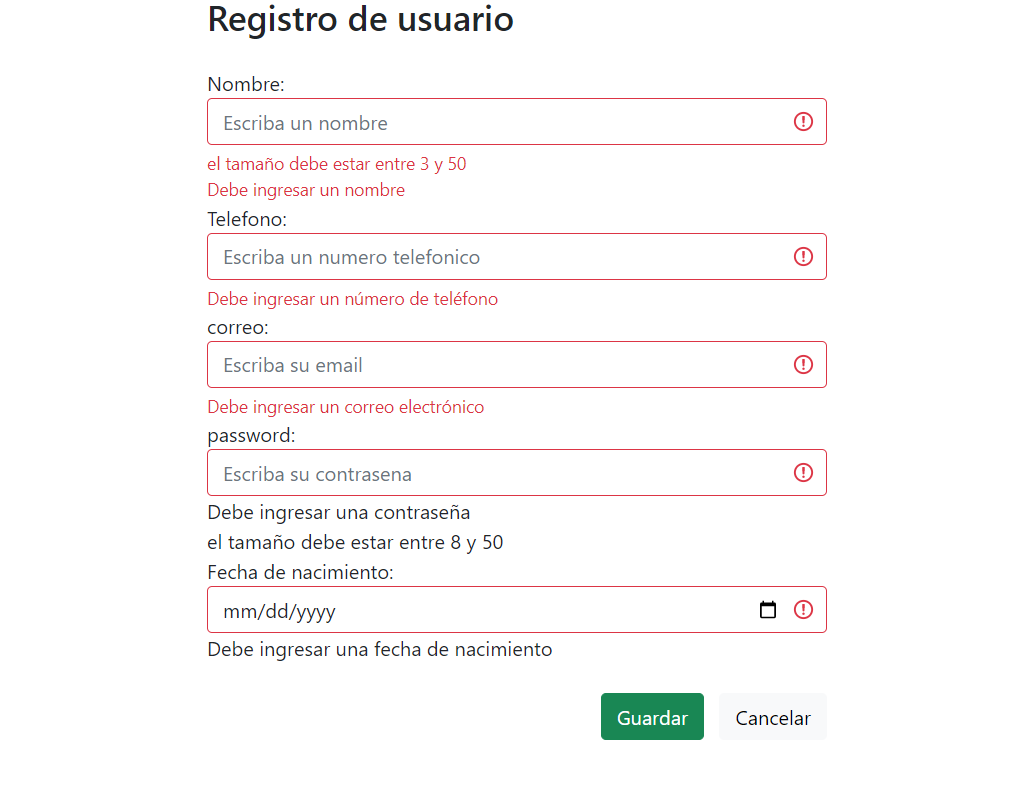 Registro de usuario
Nombre:
Escriba un nombre
el tamaño debe estar entre 3 y 50
Debe ingresar un nombre
Telefono:
Escriba un numero telefonico
Debe ingresar un número de teléfono
correo:
Escriba su email
Debe ingresar un correo electrónico
password:
Escriba su contrasena
Debe ingresar una contraseña
el tamaño debe estar entre 8 y 50
Fecha de nacimiento:
mm/dd/yyyy
Debe ingresar una fecha de nacimiento
Guardar Cancelar